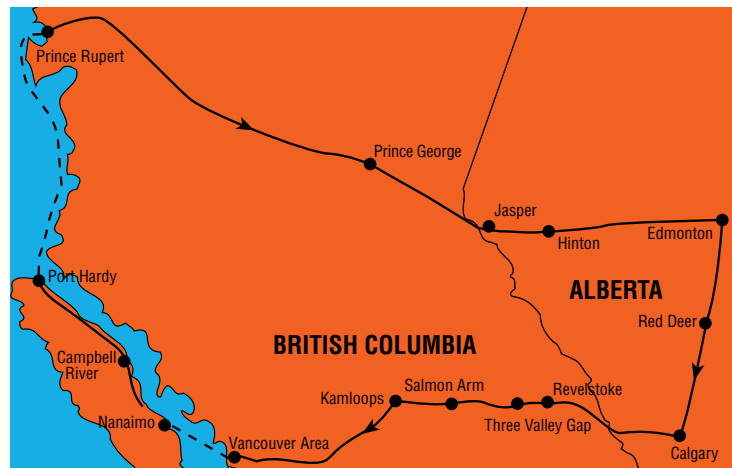 Prince Rupert
Prince George
Jasper
Hinton
Edmonton
Port Hardy
ALBERTA
Red Deer
BRITISH COLUMBIA
Campbell
River
Kamloops
Salmon Arm
Revelstoke
Three Valley Gap
Nanaimo
Vancouver Area
Calgary